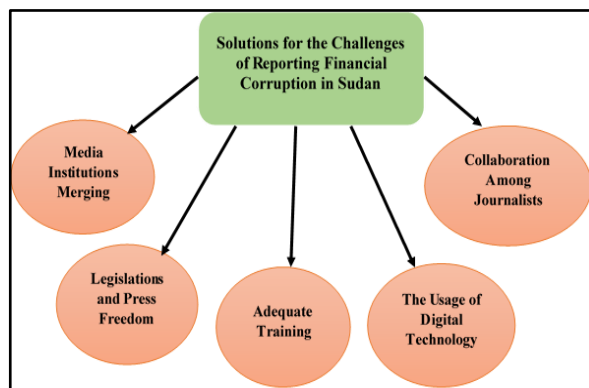 Solutions for the Challenges
of Reporting Financial
Corruption in Sudan
Media
Institutions
Merging
Collaboration
Among
Journalists
Legislations
and Press
Freedom
Adequate
Training
The Usage of
Digital
Technology